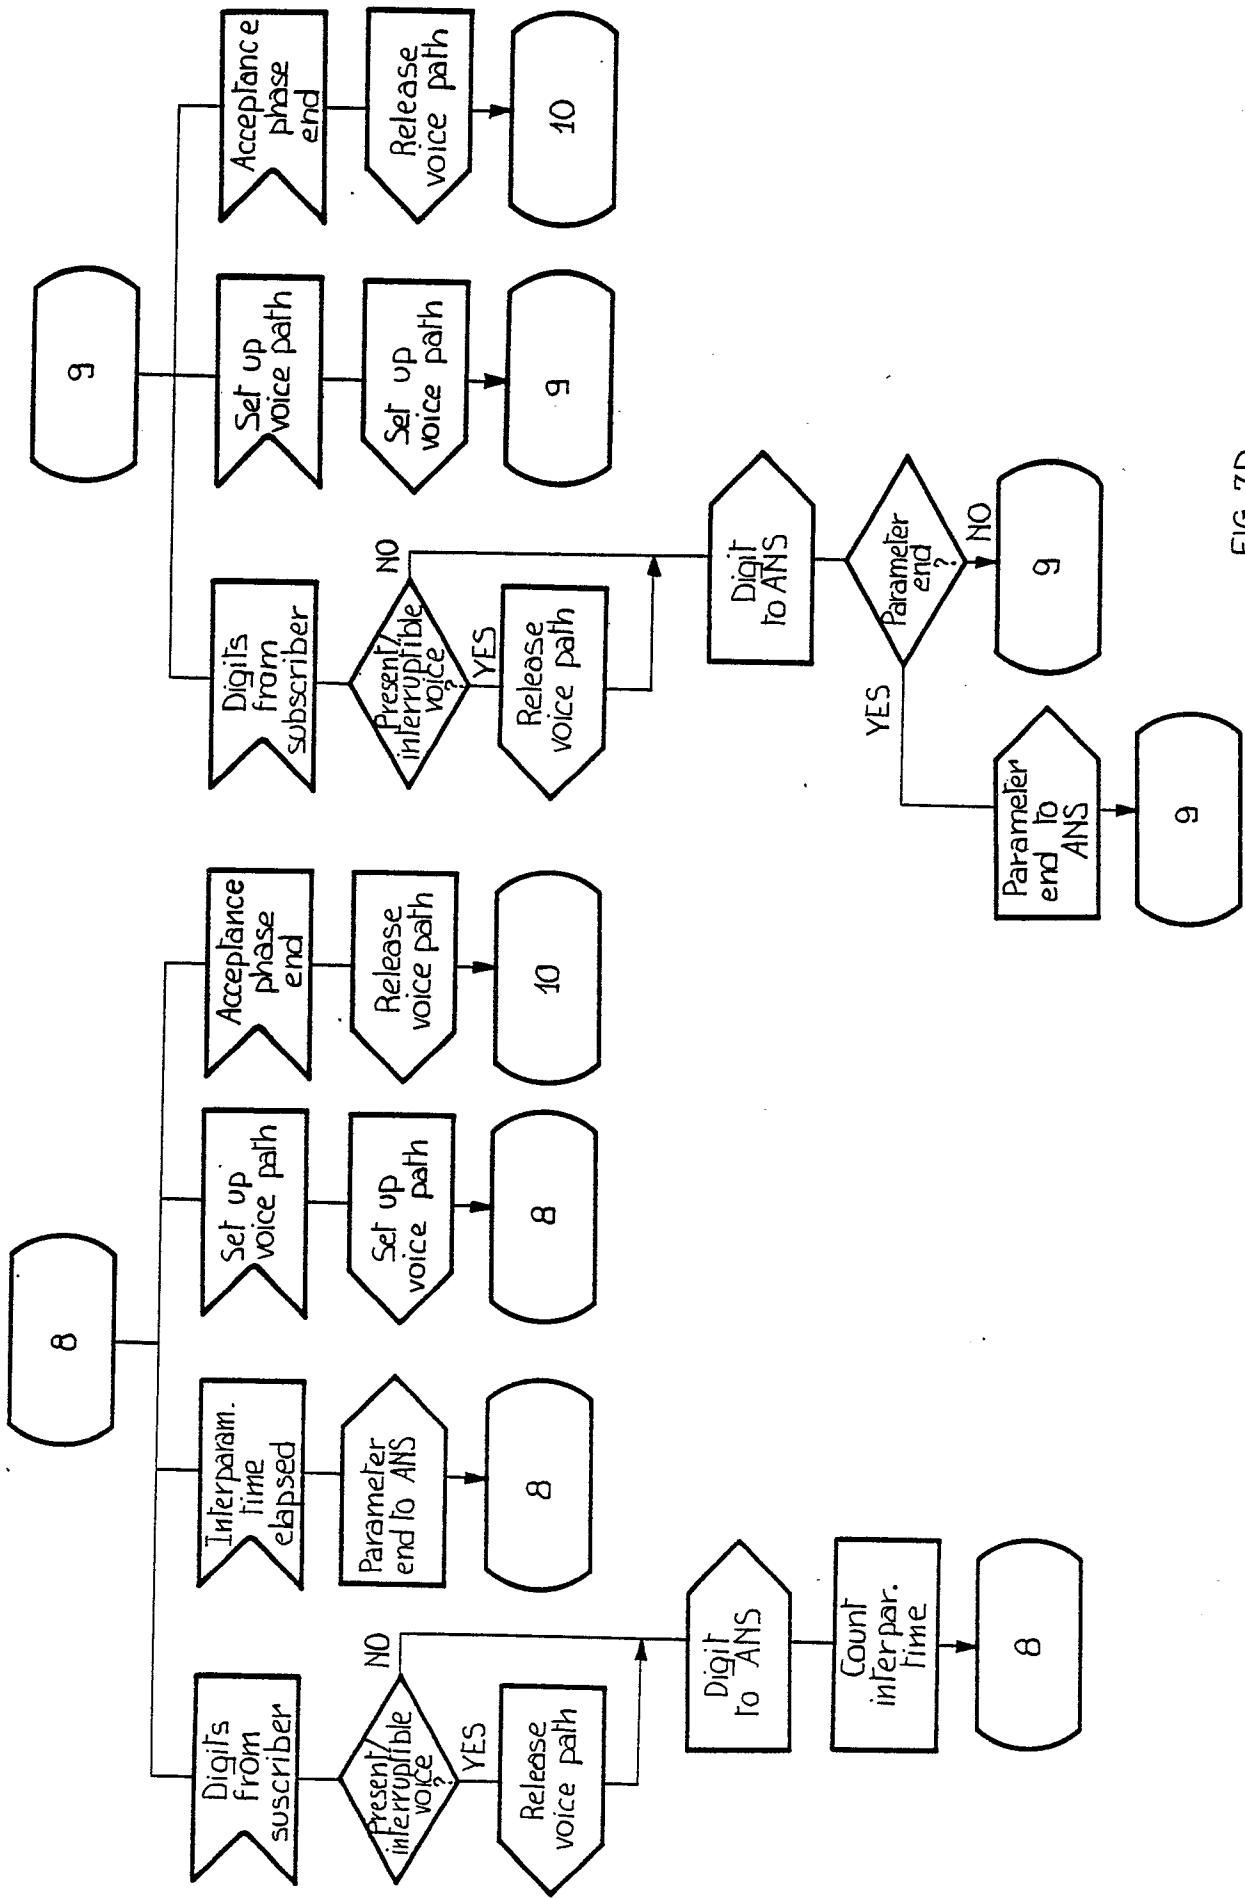 8
Digits
from
suscriber
Present/
interruptible
voice
?
NO
YES
Release
voice path
Digit
to ANS
Count
interpar.
time
8
Interparam.
time
elapsed
Parameter
end to ANS
8
Set up
voice path
Set up
voice path
8
Acceptance
phase
end
Release
voice path
10
9
Digits
from
subscriber
Present/
interruptible
voice
?
NO
YES
Release
voice path
Digit
to ANS
Parameter
end
?
YES
NO
Parameter
end to
ANS
9
9
Set up
voice path
Set up
voice path
9
Acceptance
phase
end
Release
voice path
10